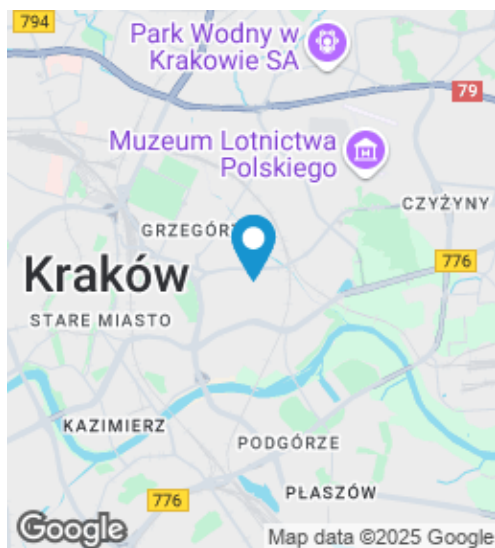 794
Park Wodny w
Krakowie SA
79
Muzeum Lotnictwa
Polskiego
CZYŻYNY
GRZEGÓR
776
Kraków
STARE MIASTO
KAZIMIERZ
PODGÓRZE
776
PŁASZÓW
Google
Map data ©2025 Google